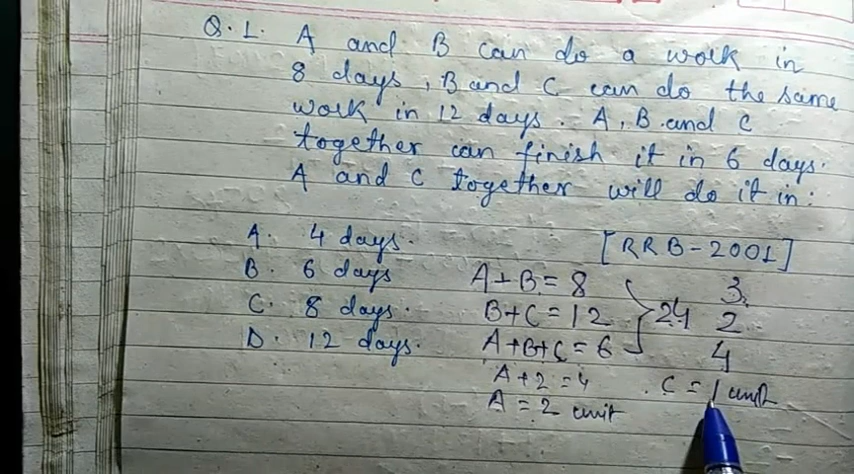 Q.1. A and B can do a work in
8 days, B and C can do the same
work in 12 days. A, B and C
together can finish it in 6 days.
A and C together will do it in:
A. 4 days.
[RRB-2001]
B. 6 days
A+B=8
3
C. 8 days.
B+C=12
24
2
D. 12 days.
A+B+C=6
4
A+2=4
C=1 unit
A=2 unit